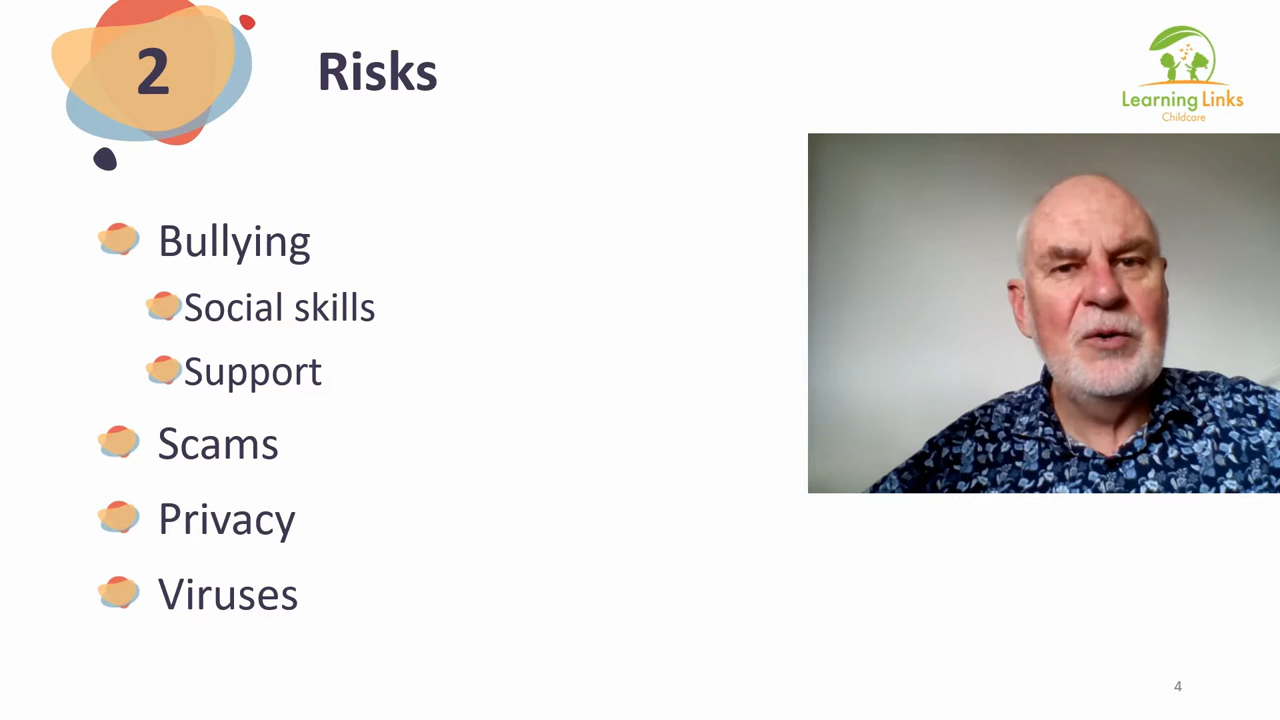 2
Risks
Learning Links
Childcare
Bullying
Social skills
Support
Scams
Privacy
Viruses
4